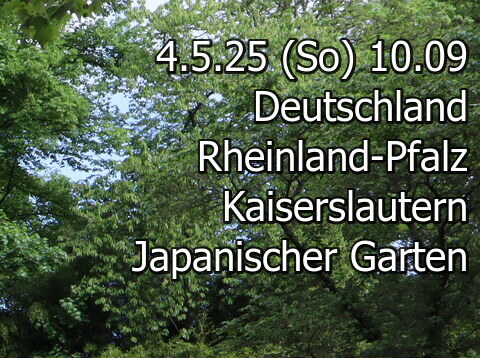 4.5.25 (So) 10.09
Deutschland
Rheinland-Pfalz
Kaiserslautern
Japanischer Garten